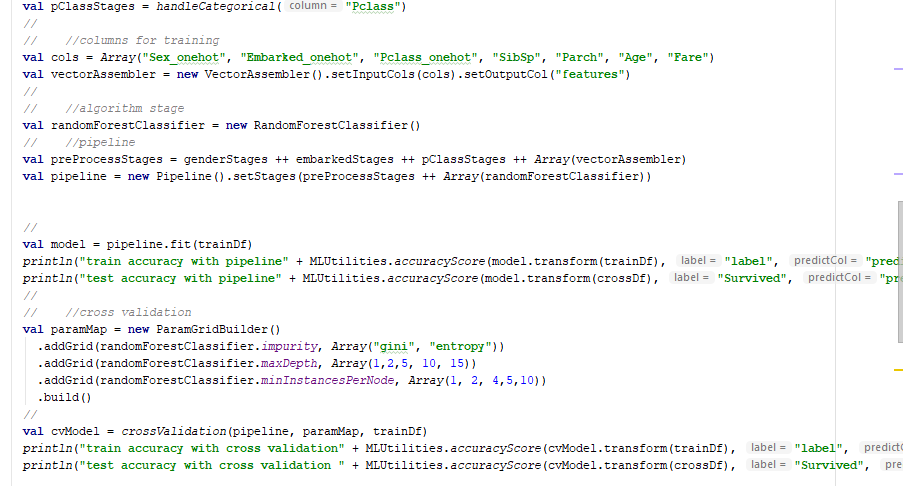 val pClassStages = handleCategorical( column = "Pclass")
//
// //columns for training
val cols = Array("Sex_onehot", "Embarked_onehot", "Pclass_onehot", "SibSp", "Parch", "Age", "Fare")
val vectorAssembler = new VectorAssembler().setInputCols(cols).setOutputCol("features")
//
// //algorithm stage
val randomForestClassifier = new RandomForestClassifier()
// //pipeline
val preProcessStages = genderStages ++ embarkedStages ++ pClassStages ++ Array(vectorAssembler)
val pipeline = new Pipeline().setStages(preProcessStages ++ Array(randomForestClassifier))
//
val model = pipeline.fit(trainDf)
println("train accuracy with pipeline" + MLUtilities.accuracyScore(model.transform(trainDf), label = "label", predictCol = "pred
println("test accuracy with pipeline" + MLUtilities.accuracyScore(model.transform(crossDf), label = "Survived", predictCol = "pr
//
// //cross validation
val paramMap = new ParamGridBuilder()
.addGrid(randomForestClassifier.impurity, Array("gini", "entropy"))
.addGrid(randomForestClassifier.maxDepth, Array(1,2,5, 10, 15))
.addGrid(randomForestClassifier.minInstancesPerNode, Array(1, 2, 4,5,10))
.build()
//
val cvModel = crossValidation(pipeline, paramMap, trainDf)
println("train accuracy with cross validation" + MLUtilities.accuracyScore(cvModel.transform(trainDf), label = "label", predict
println("test accuracy with cross validation " + MLUtilities.accuracyScore(cvModel.transform(crossDf), label = "Survived", pre